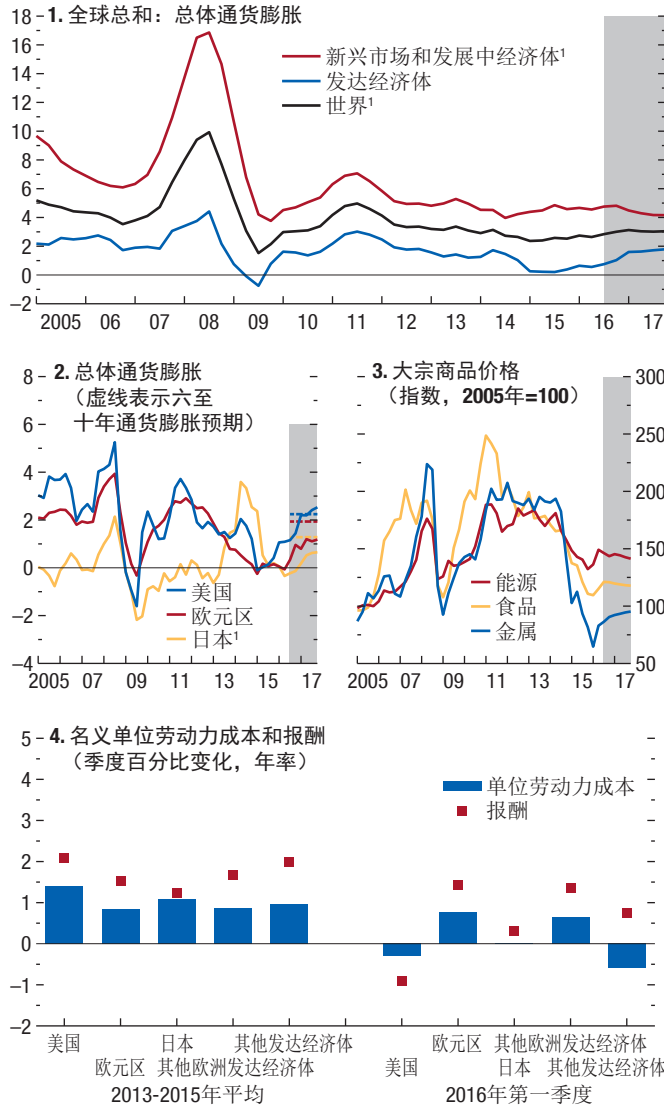 1. 全球总和：总体通货膨胀
18
16
14
12
10
8
6
4
2
0
−2
新兴市场和发展中经济体¹
发达经济体
世界¹
2005 06 07 08 09 10 11 12 13 14 15 16 17
2. 总体通货膨胀
（虚线表示六至
十年通货膨胀预期）
8
6
4
2
0
−2
−4
美国
欧元区
日本¹
2005 07 09 11 13 15 17
3. 大宗商品价格
（指数，2005年=100）
300
250
200
150
100
50
能源
食品
金属
2005 07 09 11 13 15 17
4. 名义单位劳动力成本和报酬
（季度百分比变化，年率）
5
4
3
2
1
0
−1
−2
单位劳动力成本
报酬
美国 日本 其他发达经济体
欧元区 其他欧洲发达经济体
2013-2015年平均
欧元区 其他欧洲发达经济体
美国 日本 其他发达经济体
2016年第一季度